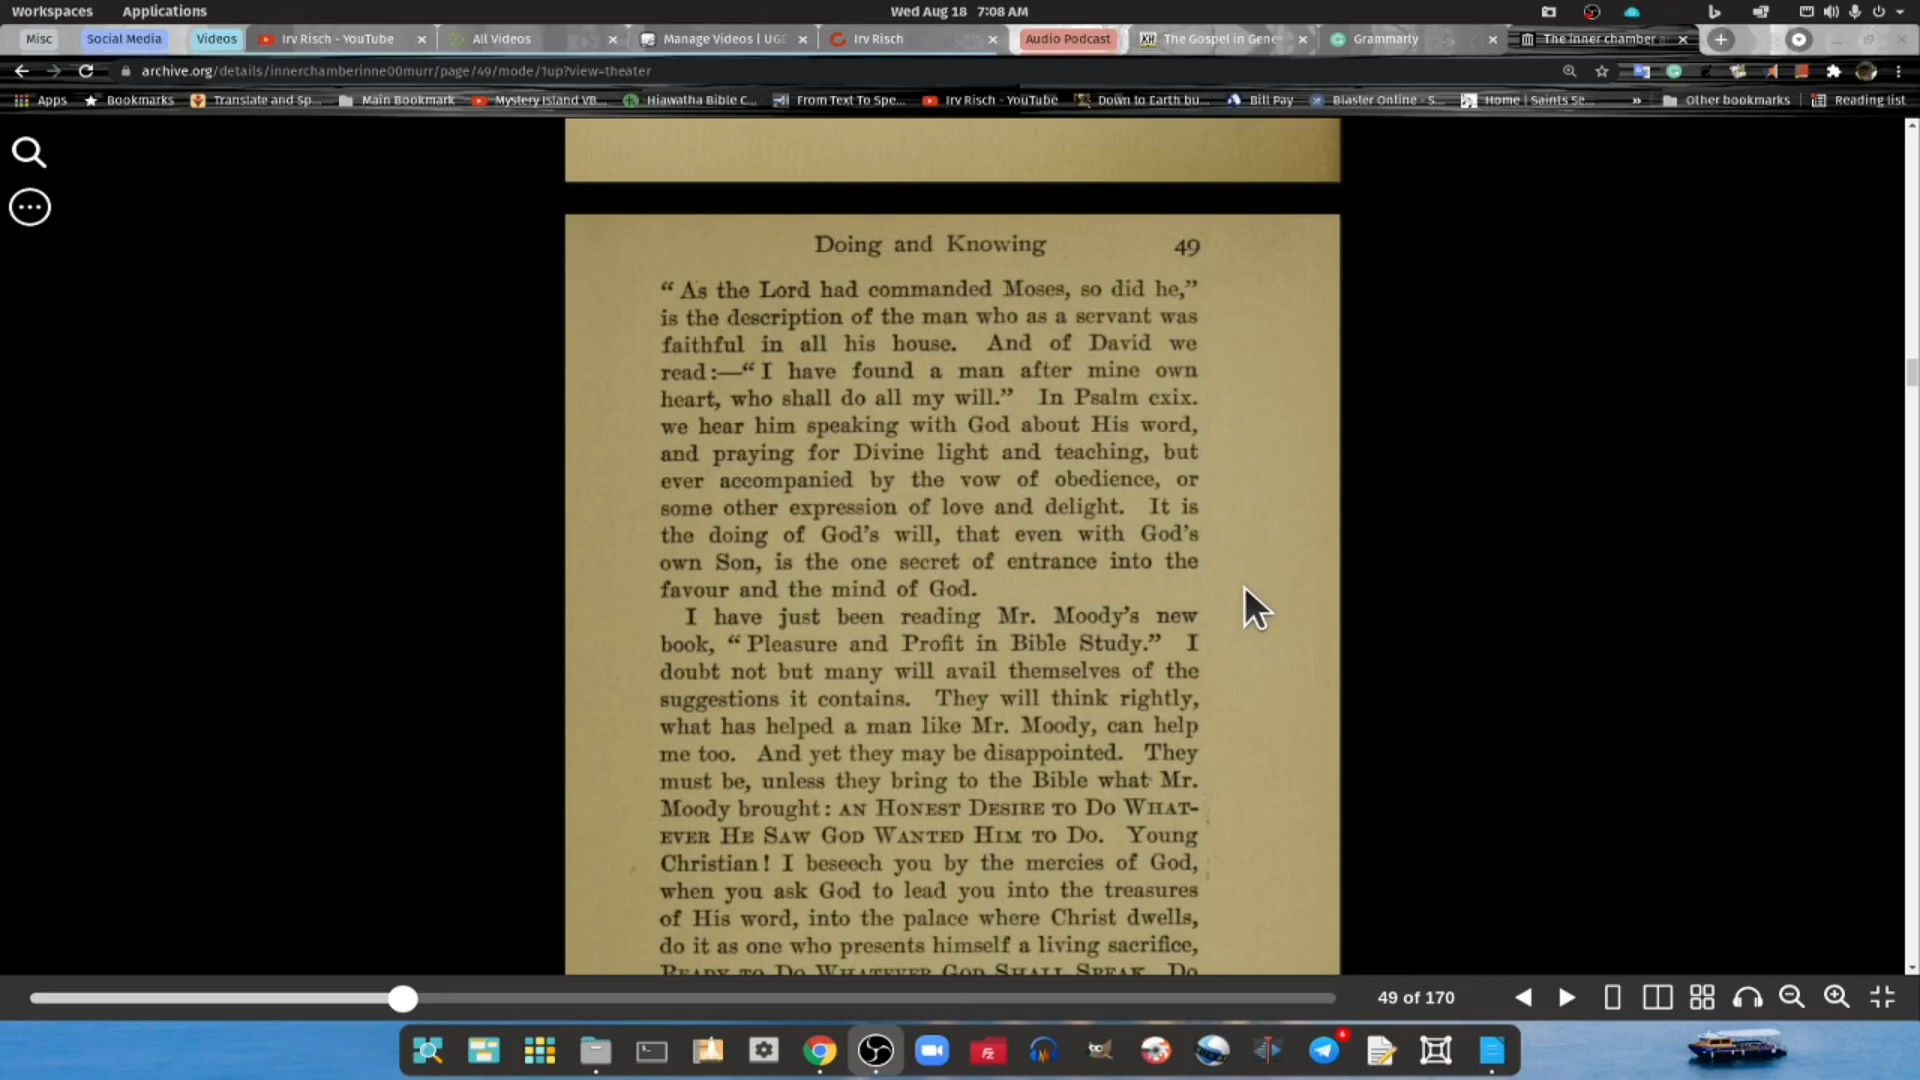 Workspaces Applications Wed Aug 18 7:08 AM
Misc Social Media Videos Irv Risch - YouTube All Videos Manage Videos | UGE Irv Risch Audio Podcast The Gospel in Gene Grammarly The inner chamber
archive.org/details/innerchamberinne00murr/page/49/mode/1up?view=theater
Apps Bookmarks Translate and Sp... Main Bookmark Mystery Island VB... Hiawatha Bible C... From Text To Spe... Irv Risch - YouTube Down to Earth bu... Bill Pay Blaster Online - S... Home | Saints Se... » Other bookmarks Reading list
Doing and Knowing 49
“ As the Lord had commanded Moses, so did he,”
is the description of the man who as a servant was
faithful in all his house. And of David we
read :—“ I have found a man after mine own
heart, who shall do all my will.” In Psalm cxix.
we hear him speaking with God about His word,
and praying for Divine light and teaching, but
ever accompanied by the vow of obedience, or
some other expression of love and delight. It is
the doing of God’s will, that even with God’s
own Son, is the one secret of entrance into the
favour and the mind of God.
I have just been reading Mr. Moody’s new
book, “ Pleasure and Profit in Bible Study.” I
doubt not but many will avail themselves of the
suggestions it contains. They will think rightly,
what has helped a man like Mr. Moody, can help
me too. And yet they may be disappointed. They
must be, unless they bring to the Bible what Mr.
Moody brought : AN HONEST DESIRE TO DO WHAT-
EVER HE SAW GOD WANTED HIM TO DO. Young
Christian ! I beseech you by the mercies of God,
when you ask God to lead you into the treasures
of His word, into the palace where Christ dwells,
do it as one who presents himself a living sacrifice,
READY TO DO WHATEVER GOD SHALL SPEAK. Do
49 of 170